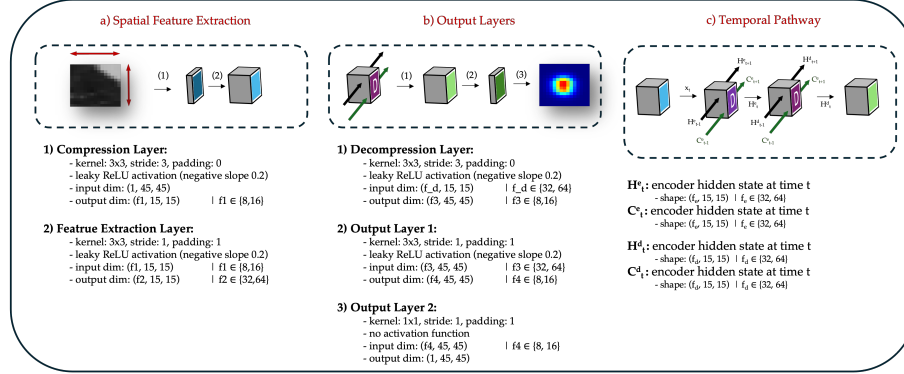 a) Spatial Feature Extraction
(1)
(2)
1) Compression Layer:
- kernel: 3x3, stride: 3, padding: 0
- leaky ReLU activation (negative slope 0.2)
- input dim: (1, 45, 45)
- output dim: (f1, 15, 15) | f1 ∈ {8,16}
2) Featrue Extraction Layer:
- kernel: 3x3, stride: 1, padding: 1
- leaky ReLU activation (negative slope 0.2)
- input dim: (f1, 15, 15) | f1 ∈ {8,16}
- output dim: (f2, 15, 15) | f2 ∈ {32,64}
b) Output Layers
D
(1)
(2)
(3)
1) Decompression Layer:
- kernel: 3x3, stride: 3, padding: 0
- leaky ReLU activation (negative slope 0.2)
- input dim: (f_d, 15, 15) | f_d ∈ {32, 64}
- output dim: (f3, 45, 45) | f3 ∈ {8,16}
2) Output Layer 1:
- kernel: 3x3, stride: 1, padding: 1
- leaky ReLU activation (negative slope 0.2)
- input dim: (f3, 45, 45) | f3 ∈ {32, 64}
- output dim: (f4, 45, 45) | f4 ∈ {8,16}
3) Output Layer 2:
- kernel: 1x1, stride: 1, padding: 1
- no activation function
- input dim: (f4, 45, 45) | f4 ∈ {8, 16}
- output dim: (1, 45, 45)
c) Temporal Pathway
D
D
Hᵉₜ: encoder hidden state at time t
- shape: (fₑ, 15, 15) | fₑ ∈ {32, 64}
Cᵉₜ: encoder hidden state at time t
- shape: (fₑ, 15, 15) | fₑ ∈ {32, 64}
Hᵈₜ: encoder hidden state at time t
- shape: (f_d, 15, 15) | f_d ∈ {32, 64}
Cᵈₜ: encoder hidden state at time t
- shape: (f_d, 15, 15) | f_d ∈ {32, 64}